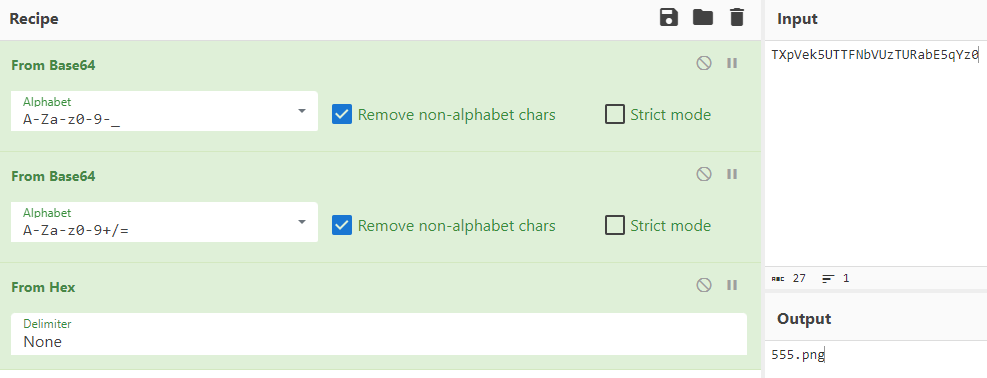 Recipe
From Base64
Alphabet
A-Za-z0-9-_
Remove non-alphabet chars
Strict mode
From Base64
Alphabet
A-Za-z0-9+/=
Remove non-alphabet chars
Strict mode
From Hex
Delimiter
None
Input
TXpVek5UTTFNbVUzTURabE5qYz0
ABC 27 1
Output
555.png